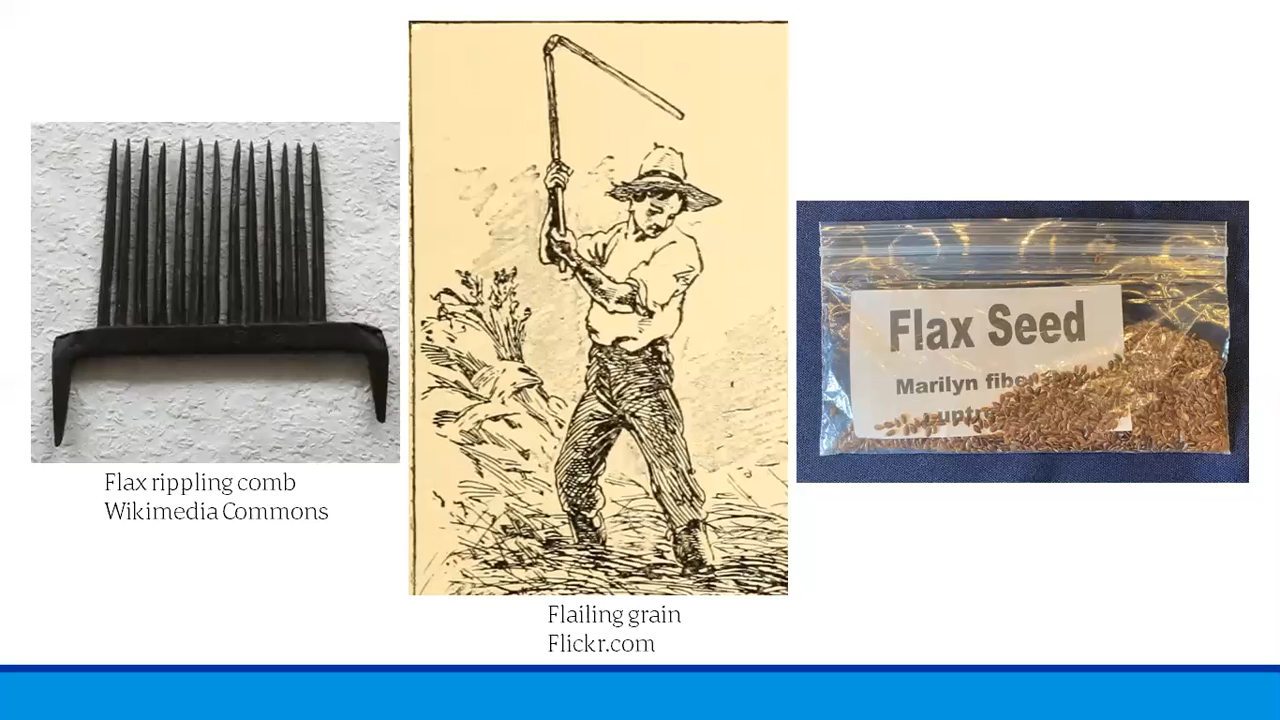 Flax rippling comb
Wikimedia Commons
Flailing grain
Flickr.com
Flax Seed
Marilyn fiber